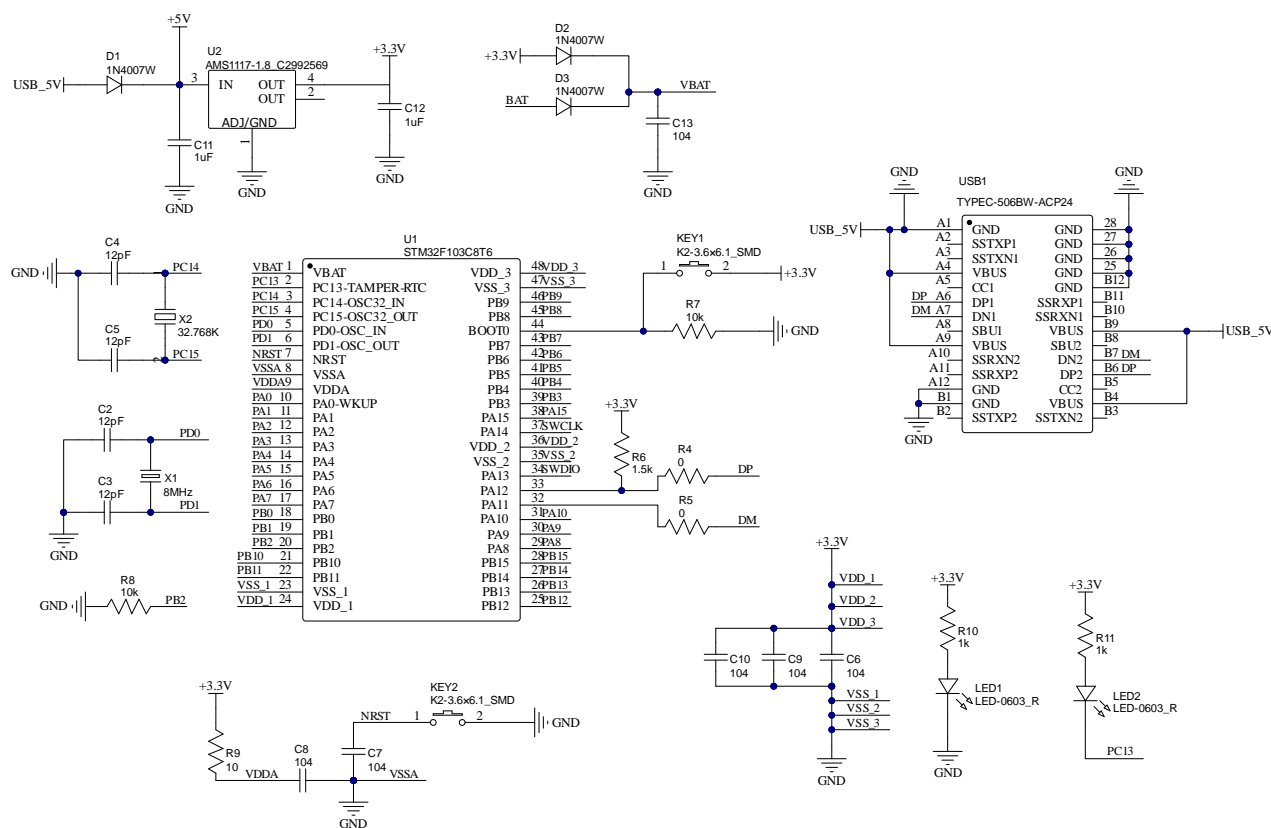 +5V
D1
1N4007W
USB_5V
U2
AMS1117-1.8_C2992569
3
IN
OUT
4
OUT
2
ADJ/GND
1
+3.3V
C12
1uF
GND
C11
1uF
GND
GND
D2
1N4007W
+3.3V
D3
1N4007W
BAT
VBAT
C13
104
GND
C4
12pF
GND
PC14
X2
32.768K
C5
12pF
PC15
C2
12pF
PD0
X1
8MHz
C3
12pF
PD1
GND
R8
10k
GND
PB2
U1
STM32F103C8T6
VBAT 1 VBAT
PC13 2 PC13-TAMPER-RTC
PC14 3 PC14-OSC32_IN
PC15 4 PC15-OSC32_OUT
PD0 5 PD0-OSC_IN
PD1 6 PD1-OSC_OUT
NRST 7 NRST
VSSA 8 VSSA
VDDA 9 VDDA
PA0 10 PA0-WKUP
PA1 11 PA1
PA2 12 PA2
PA3 13 PA3
PA4 14 PA4
PA5 15 PA5
PA6 16 PA6
PA7 17 PA7
PB0 18 PB0
PB1 19 PB1
PB2 20 PB2
PB10 21 PB10
PB11 22 PB11
VSS_1 23 VSS_1
VDD_1 24 VDD_1
VDD_3 48 VDD_3
VSS_3 47 VSS_3
PB9 46 PB9
PB8 45 PB8
BOOT0 44
PB7 43 PB7
PB6 42 PB6
PB5 41 PB5
PB4 40 PB4
PB3 39 PB3
PA15 38 PA15
PA14 37 SWCLK
VDD_2 36 VDD_2
VSS_2 35 VSS_2
PA13 34 SWDIO
PA12 33
PA11 32
PA10 31 PA10
PA9 30 PA9
PA8 29 PA8
PB15 28 PB15
PB14 27 PB14
PB13 26 PB13
PB12 25 PB12
KEY1
K2-3.6x6.1_SMD
1
2
+3.3V
R7
10k
GND
+3.3V
R6
1.5k
R4
0
DP
R5
0
DM
USB1
TYPEC-506BW-ACP24
GND
GND
USB_5V
A1 GND
A2 SSTXP1
A3 SSTXN1
A4 VBUS
A5 CC1
DP A6 DP1
DM A7 DN1
A8 SBU1
A9 VBUS
A10 SSRXN2
A11 SSRXP2
A12 GND
B1 GND
B2 SSTXP2
GND
GND 28
GND 27
GND 26
GND 25
GND B12
SSRXP1 B11
SSRXN1 B10
VBUS B9
SBU2 B8
DN2 B7 DM
DP2 B6 DP
CC2 B5
VBUS B4
SSTXN2 B3
USB_5V
+3.3V
VDD_1
VDD_2
VDD_3
C10
104
C9
104
C6
104
VSS_1
VSS_2
VSS_3
GND
+3.3V
R10
1k
LED1
LED-0603_R
GND
+3.3V
R11
1k
LED2
LED-0603_R
PC13
+3.3V
R9
10
VDDA
C8
104
NRST
C7
104
VSSA
GND
KEY2
K2-3.6x6.1_SMD
1
2
GND